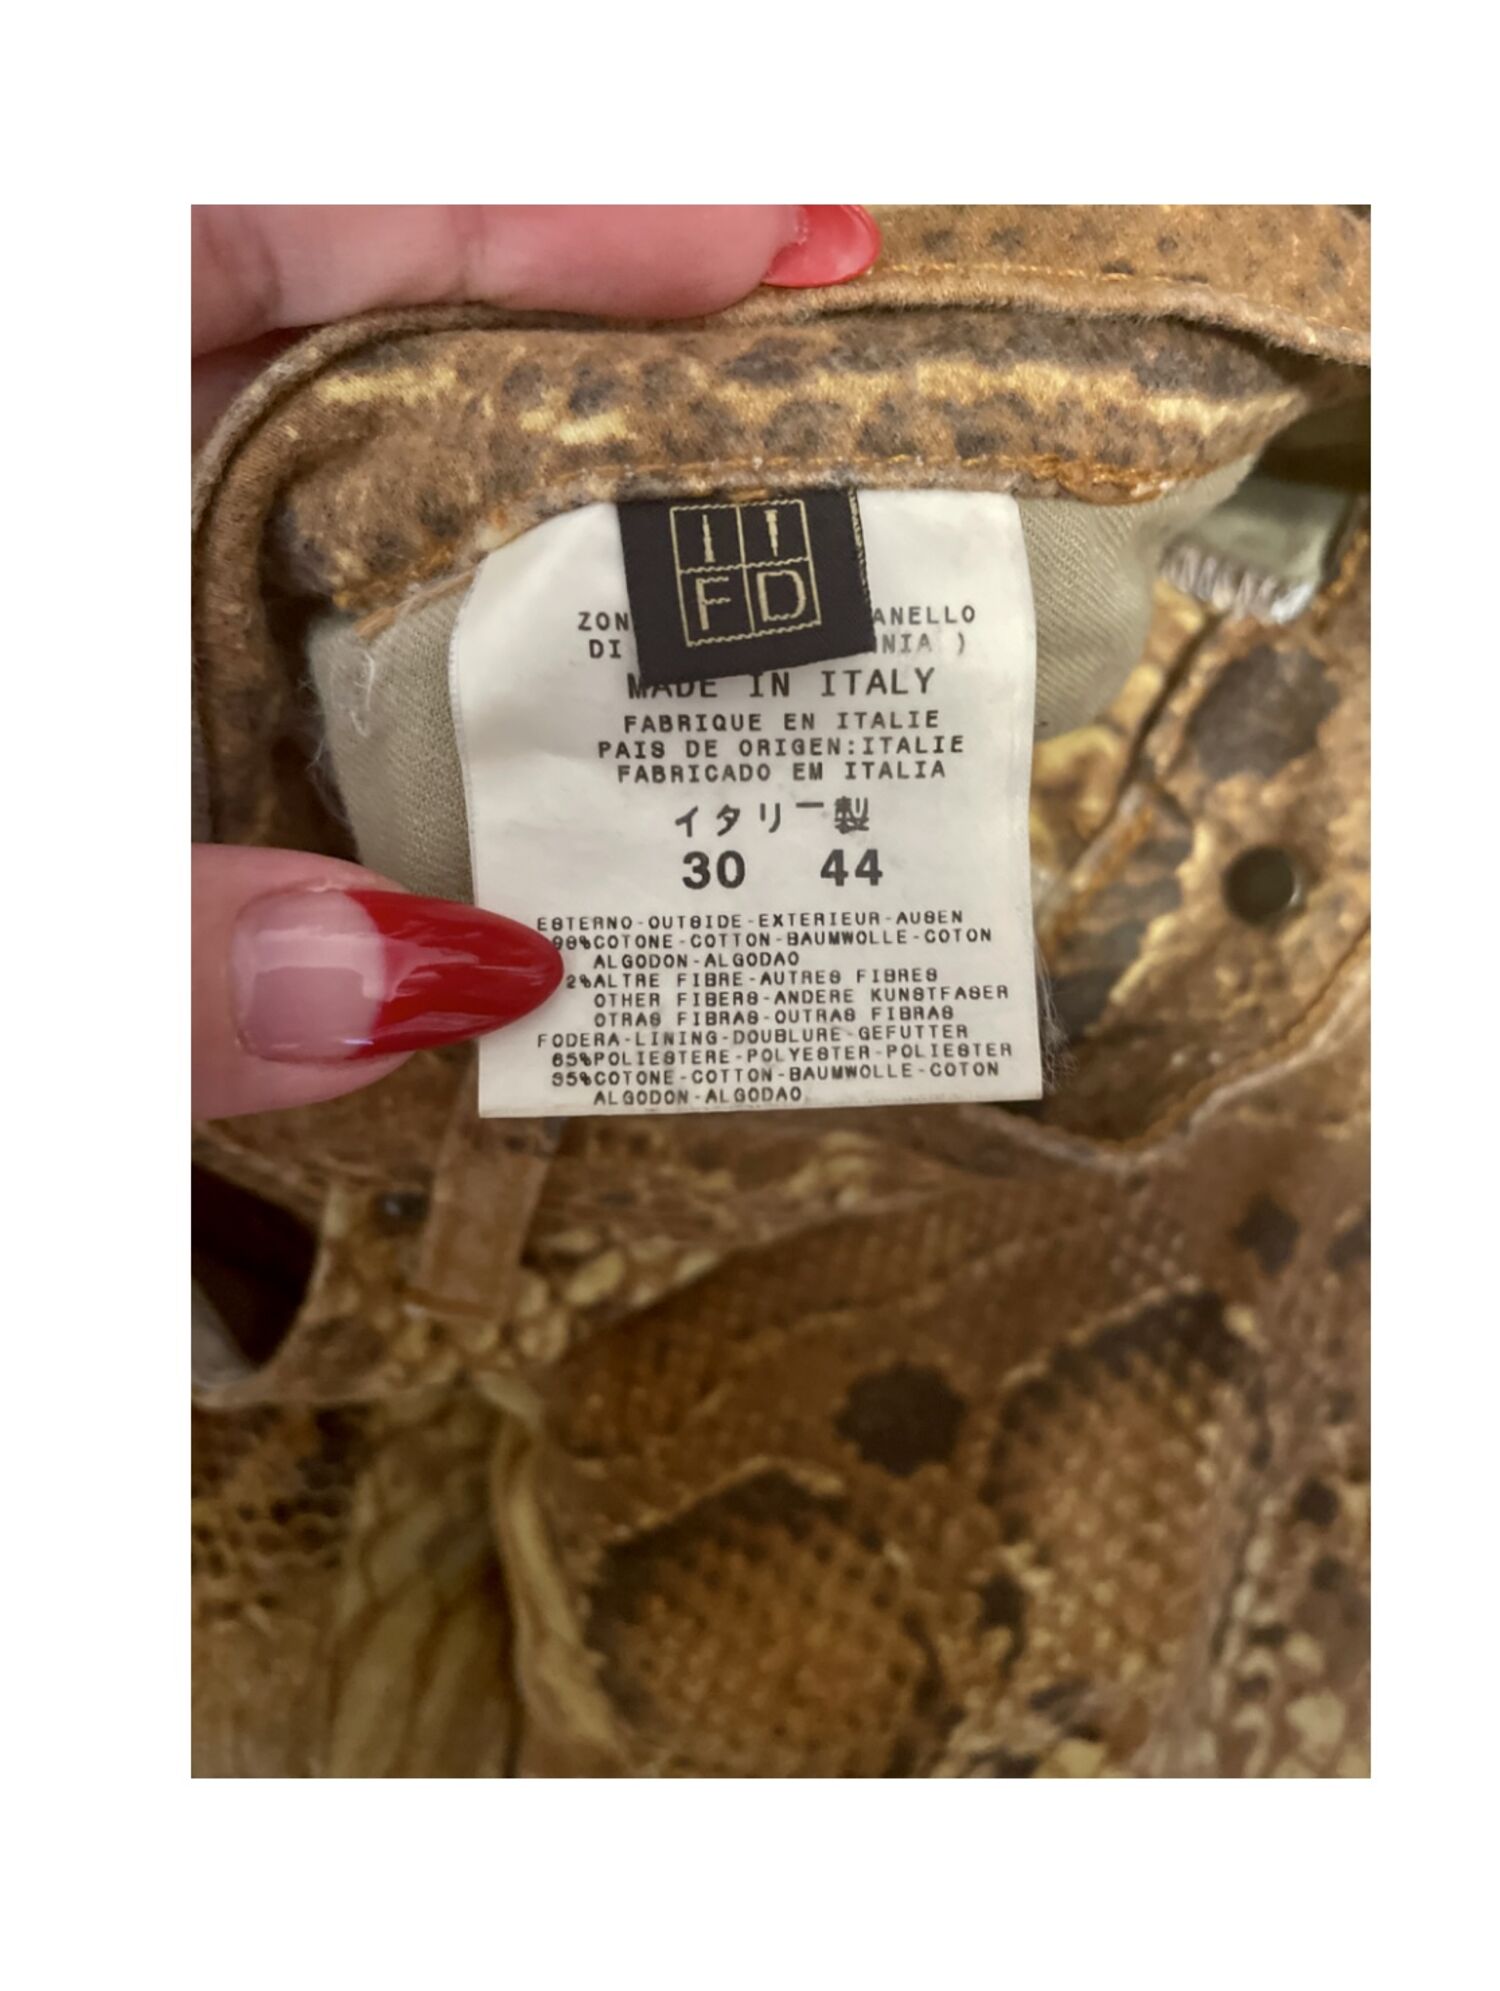 IT
FD
ZON ANELLO
DI NNIA )
MADE IN ITALY
FABRIQUE EN ITALIE
PAIS DE ORIGEN:ITALIE
FABRICADO EM ITALIA
イタリー製
30 44
ESTERNO-OUTSIDE-EXTERIEUR-AUSEN
98%COTONE-COTTON-BAUMWOLLE-COTON
ALGODON-ALGODAO
2%ALTRE FIBRE-AUTRES FIBRES
OTHER FIBERS-ANDERE KUNSTFASER
OTRAS FIBRAS-OUTRAS FIBRAS
FODERA-LINING-DOUBLURE-GEFUTTER
65%POLIESTERE-POLYESTER-POLIESTER
35%COTONE-COTTON-BAUMWOLLE-COTON
ALGODON-ALGODAO